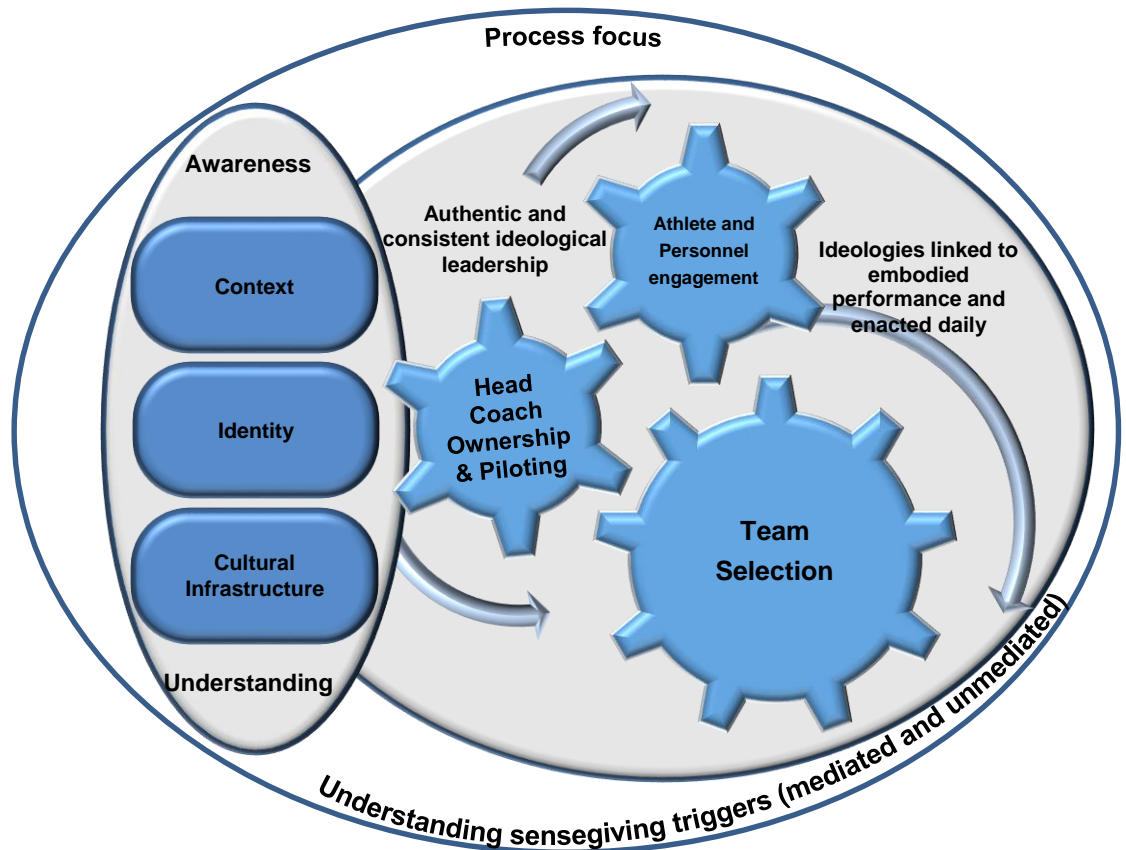 Process focus
Awareness
Context
Identity
Cultural
Infrastructure
Understanding
Authentic and
consistent ideological
leadership
Athlete and
Personnel
engagement
Ideologies linked to
embodied
performance and
enacted daily
Head
Coach
Ownership
& Piloting
Team
Selection
Understanding sensegiving triggers (mediated and unmediated)